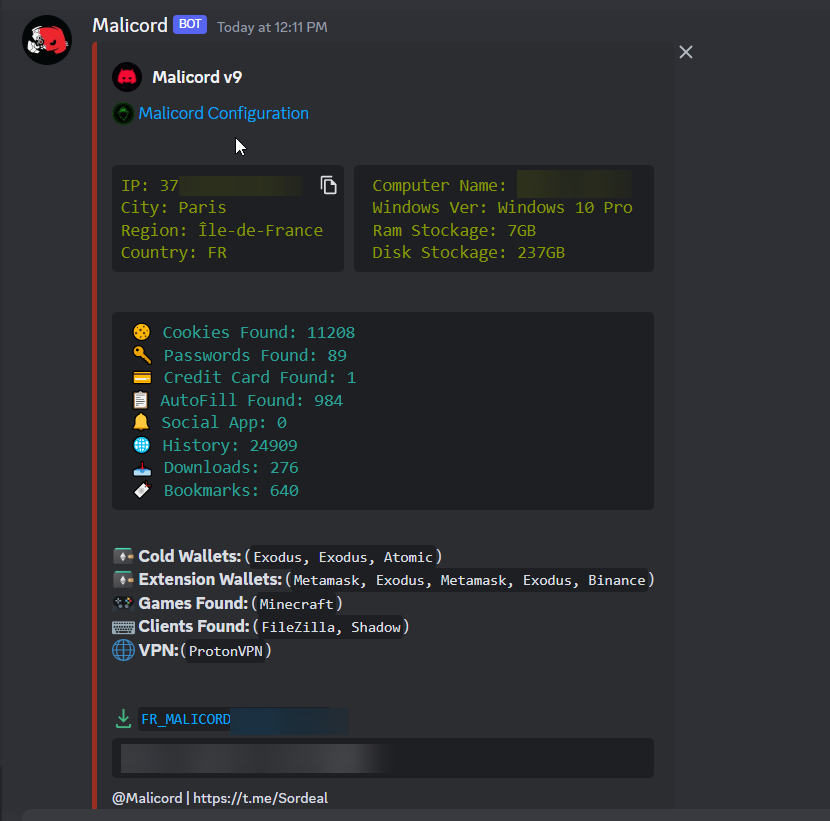 Malicord BOT Today at 12:11 PM
Malicord v9
Malicord Configuration
IP: 37
City: Paris
Region: Île-de-France
Country: FR
Computer Name:
Windows Ver: Windows 10 Pro
Ram Stockage: 7GB
Disk Stockage: 237GB
Cookies Found: 11208
Passwords Found: 89
Credit Card Found: 1
AutoFill Found: 984
Social App: 0
History: 24909
Downloads: 276
Bookmarks: 640
Cold Wallets: (Exodus, Exodus, Atomic)
Extension Wallets: (Metamask, Exodus, Metamask, Exodus, Binance)
Games Found: (Minecraft)
Clients Found: (FileZilla, Shadow)
VPN:(ProtonVPN)
FR_MALICORD
@Malicord | https://t.me/Sordeal